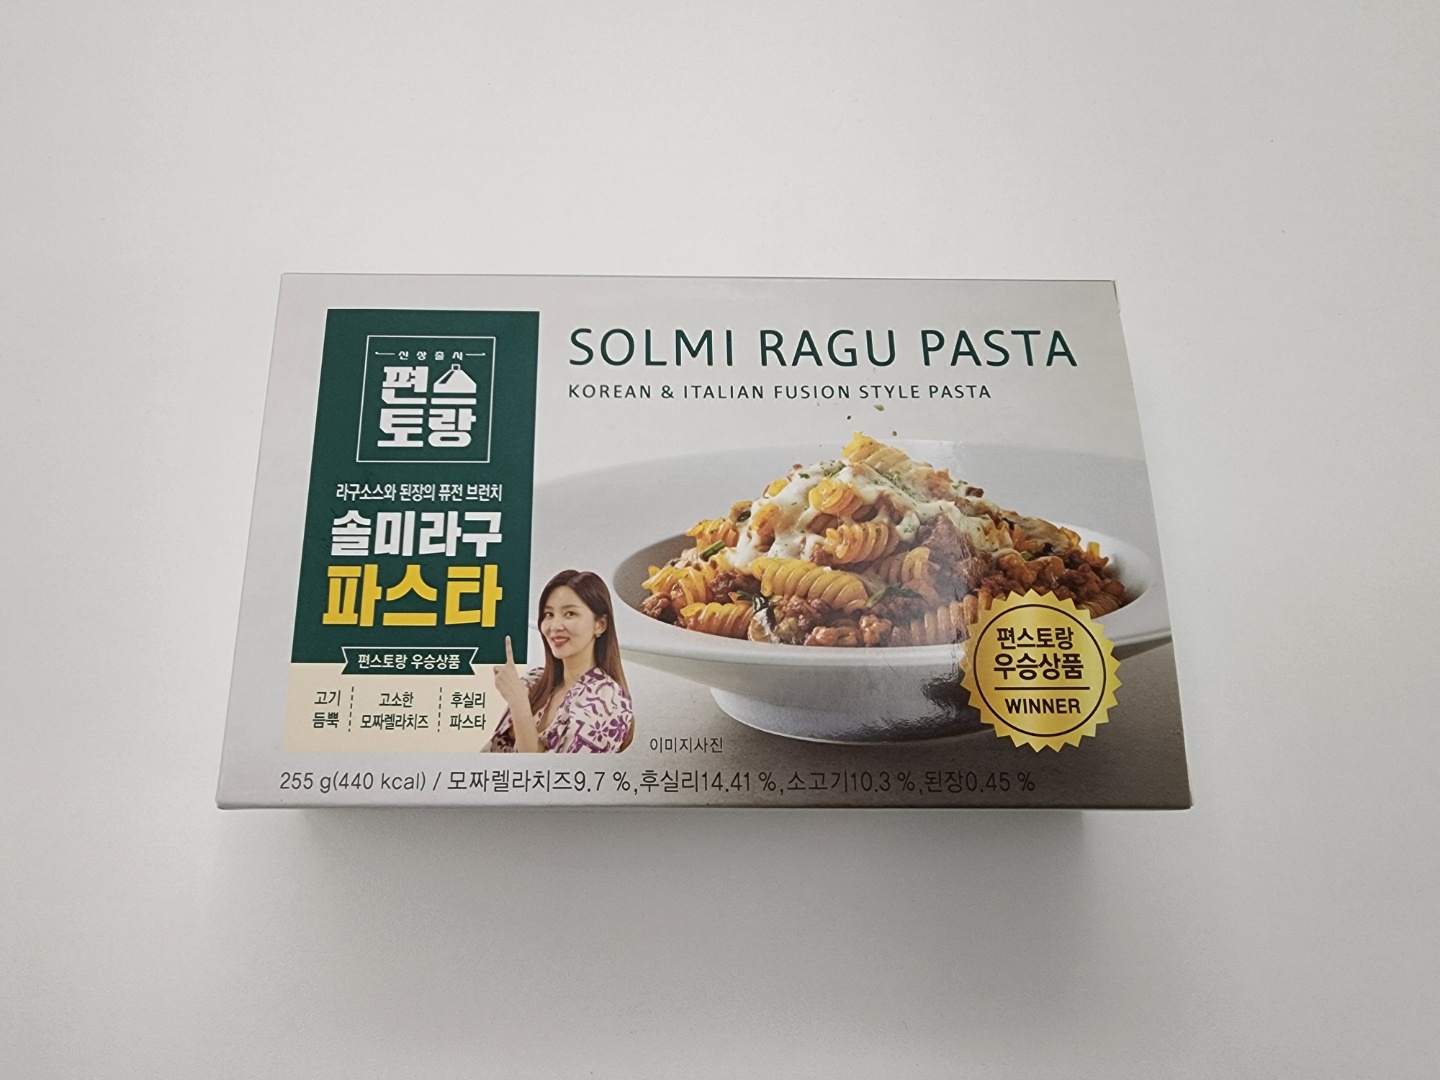 신상출시
편스
토랑
라구소스와 된장의 퓨전 브런치
솔미라구
파스타
편스토랑 우승상품
고기
듬뿍
고소한
모짜렐라치즈
후실리
파스타
SOLMI RAGU PASTA
KOREAN & ITALIAN FUSION STYLE PASTA
편스토랑
우승상품
WINNER
이미지사진
255 g(440 kcal) / 모짜렐라치즈9.7 %,후실리14.41 %,소고기10.3 %,된장0.45 %